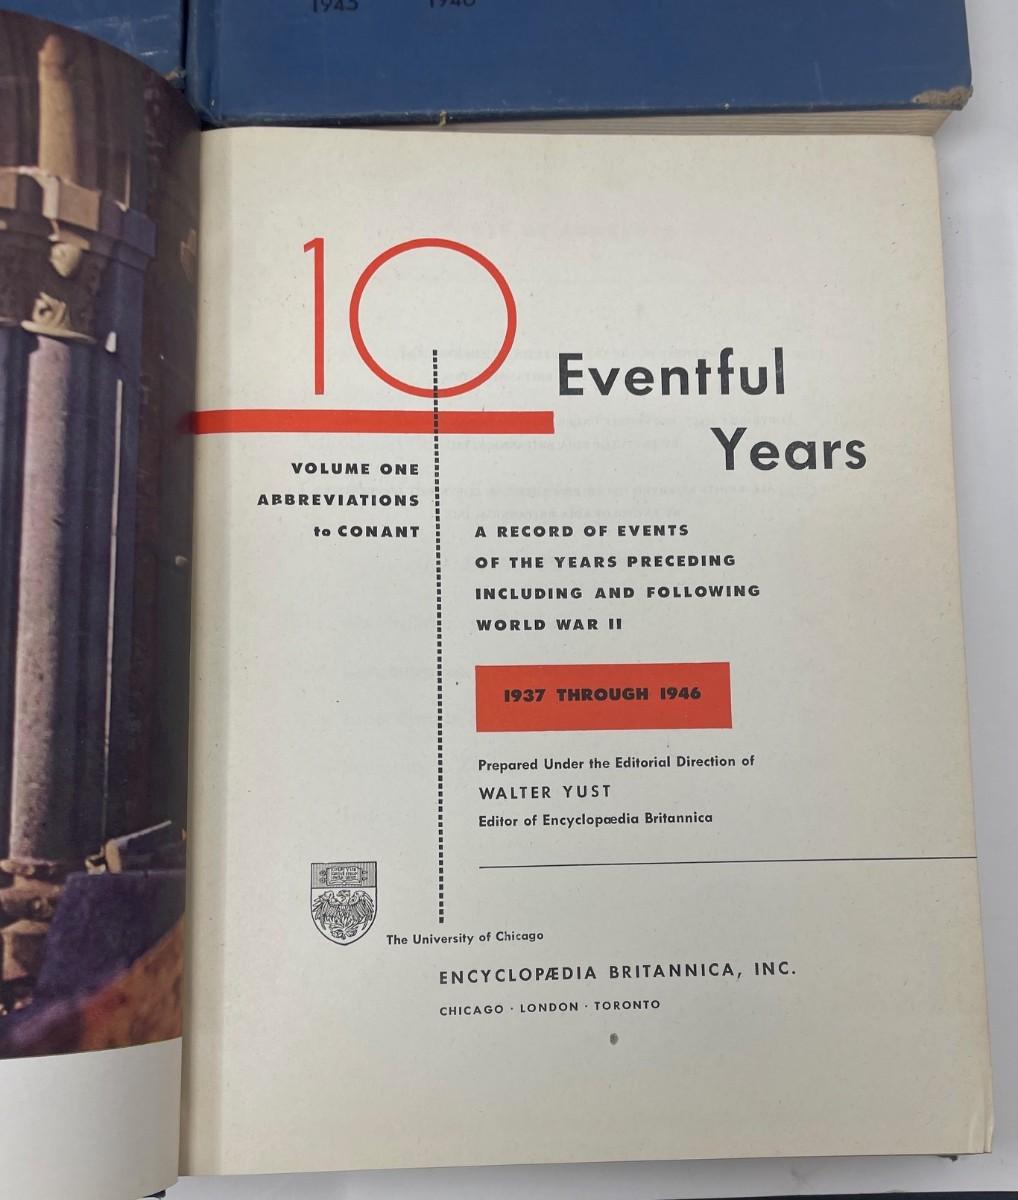 1945 1946
10
Eventful
Years
VOLUME ONE
ABBREVIATIONS
to CONANT
A RECORD OF EVENTS
OF THE YEARS PRECEDING
INCLUDING AND FOLLOWING
WORLD WAR II
1937 THROUGH 1946
Prepared Under the Editorial Direction of
WALTER YUST
Editor of Encyclopædia Britannica
The University of Chicago
ENCYCLOPÆDIA BRITANNICA, INC.
CHICAGO · LONDON · TORONTO